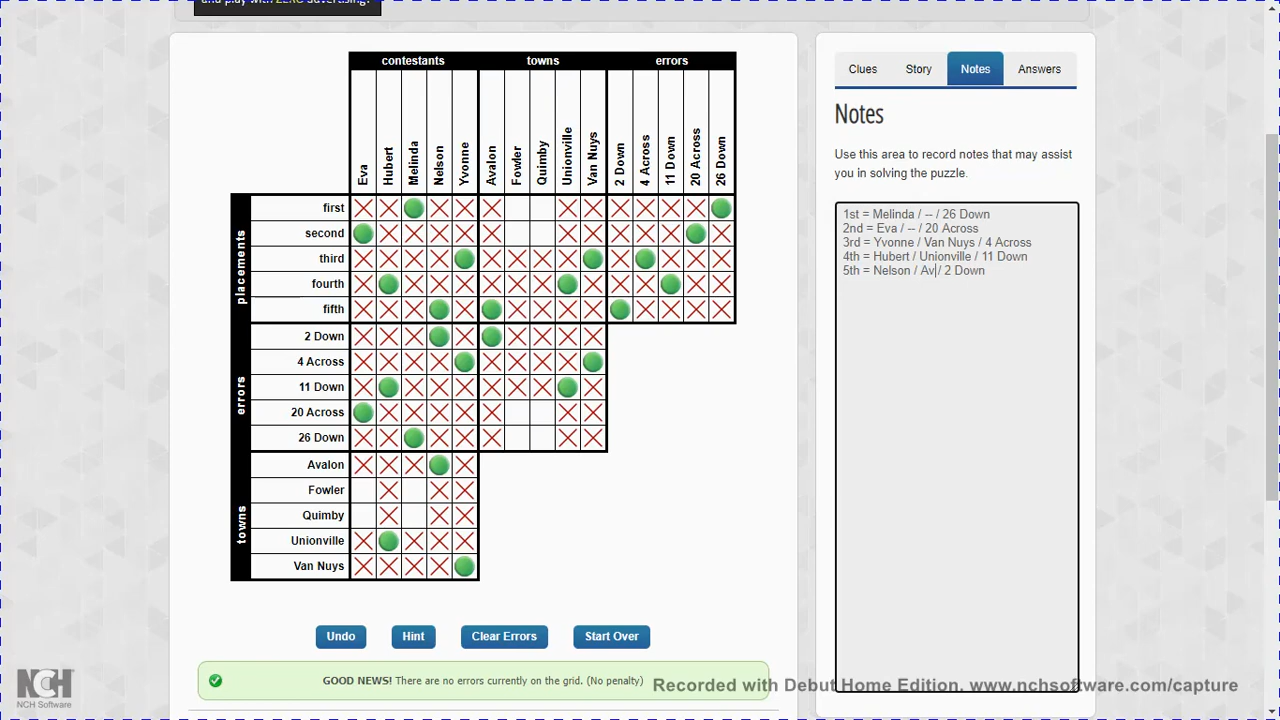 and play with ZERO advertising!
contestants towns errors
Eva Hubert Melinda Nelson Yvonne Avalon Fowler Quimby Unionville Van Nuys 2 Down 4 Across 11 Down 20 Across 26 Down
placements
first
second
third
fourth
fifth
errors
2 Down
4 Across
11 Down
20 Across
26 Down
towns
Avalon
Fowler
Quimby
Unionville
Van Nuys
Undo Hint Clear Errors Start Over
GOOD NEWS! There are no errors currently on the grid. (No penalty)
Clues Story Notes Answers
Notes
Use this area to record notes that may assist
you in solving the puzzle.
1st = Melinda / -- / 26 Down
2nd = Eva / -- / 20 Across
3rd = Yvonne / Van Nuys / 4 Across
4th = Hubert / Unionville / 11 Down
5th = Nelson / Av / 2 Down
NCH
NCH Software
Recorded with Debut Home Edition. www.nchsoftware.com/capture